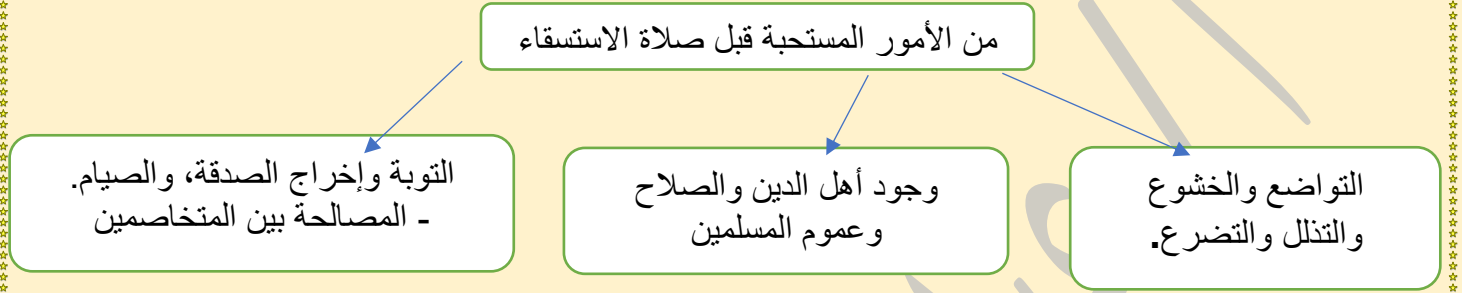 من الأمور المستحبة قبل صلاة الاستسقاء
التواضع والخشوع
والتذلل والتضرع.
وجود أهل الدين والصلاح
وعموم المسلمين
التوبة وإخراج الصدقة، والصيام.
- المصالحة بين المتخاصمين